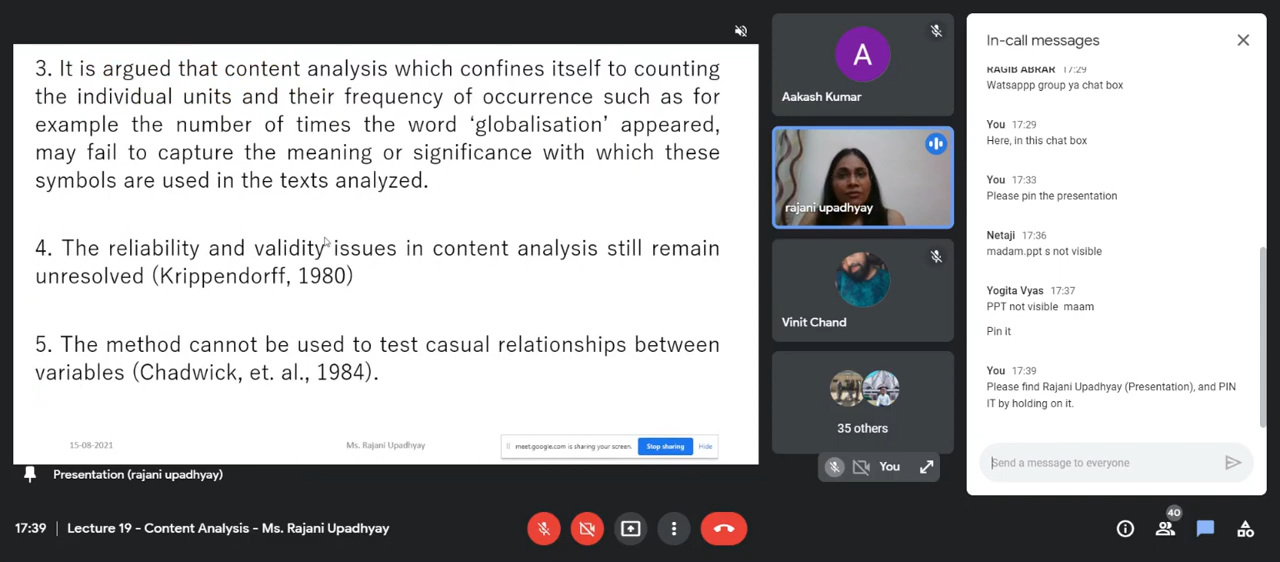 3. It is argued that content analysis which confines itself to counting
the individual units and their frequency of occurrence such as for
example the number of times the word ‘globalisation’ appeared,
may fail to capture the meaning or significance with which these
symbols are used in the texts analyzed.
4. The reliability and validity issues in content analysis still remain
unresolved (Krippendorff, 1980)
5. The method cannot be used to test casual relationships between
variables (Chadwick, et. al., 1984).
15-08-2021
Ms. Rajani Upadhyay
meet.google.com is sharing your screen.
Stop sharing
Hide
Presentation (rajani upadhyay)
A
Aakash Kumar
rajani upadhyay
Vinit Chand
35 others
You
In-call messages
RAGIB ABRAR 17:29
Watsappp group ya chat box
You 17:29
Here, in this chat box
You 17:33
Please pin the presentation
Netaji 17:36
madam.ppt s not visible
Yogita Vyas 17:37
PPT not visible maam
Pin it
You 17:39
Please find Rajani Upadhyay (Presentation), and PIN
IT by holding on it.
Send a message to everyone
17:39 | Lecture 19 - Content Analysis - Ms. Rajani Upadhyay
40